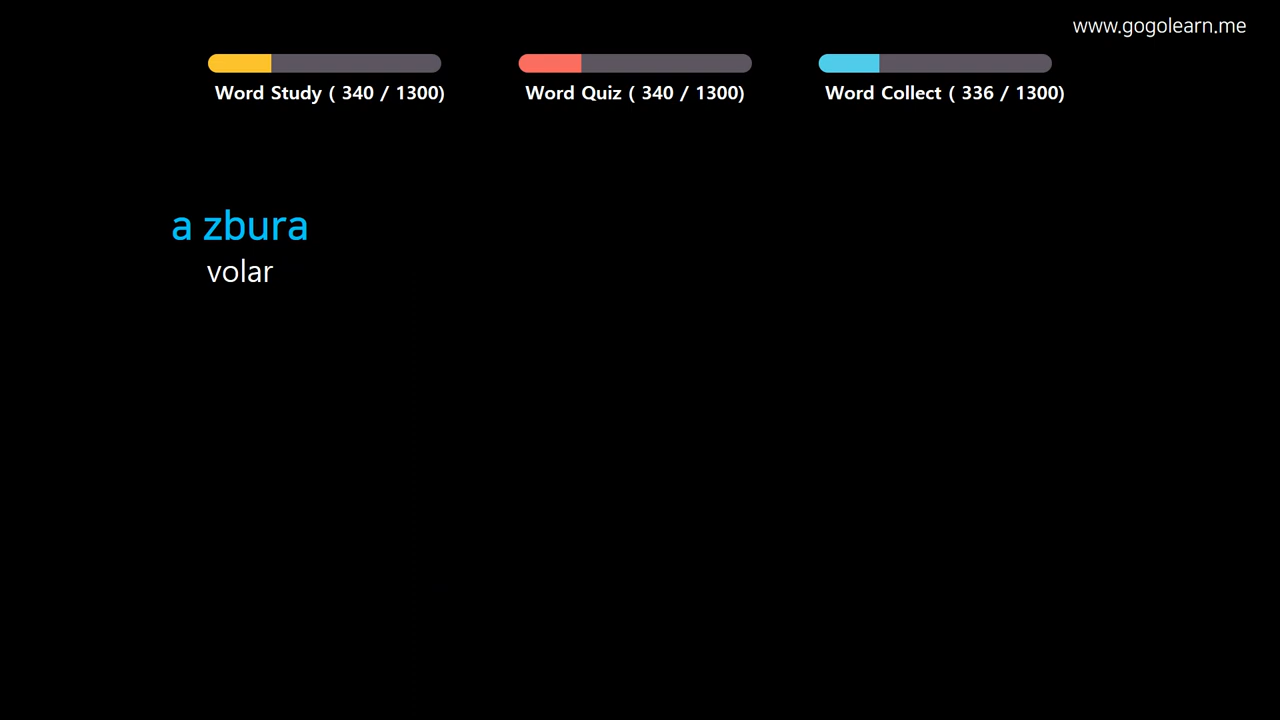 www.gogolearn.me
Word Study ( 340 / 1300)
Word Quiz ( 340 / 1300)
Word Collect ( 336 / 1300)
a zbura
volar